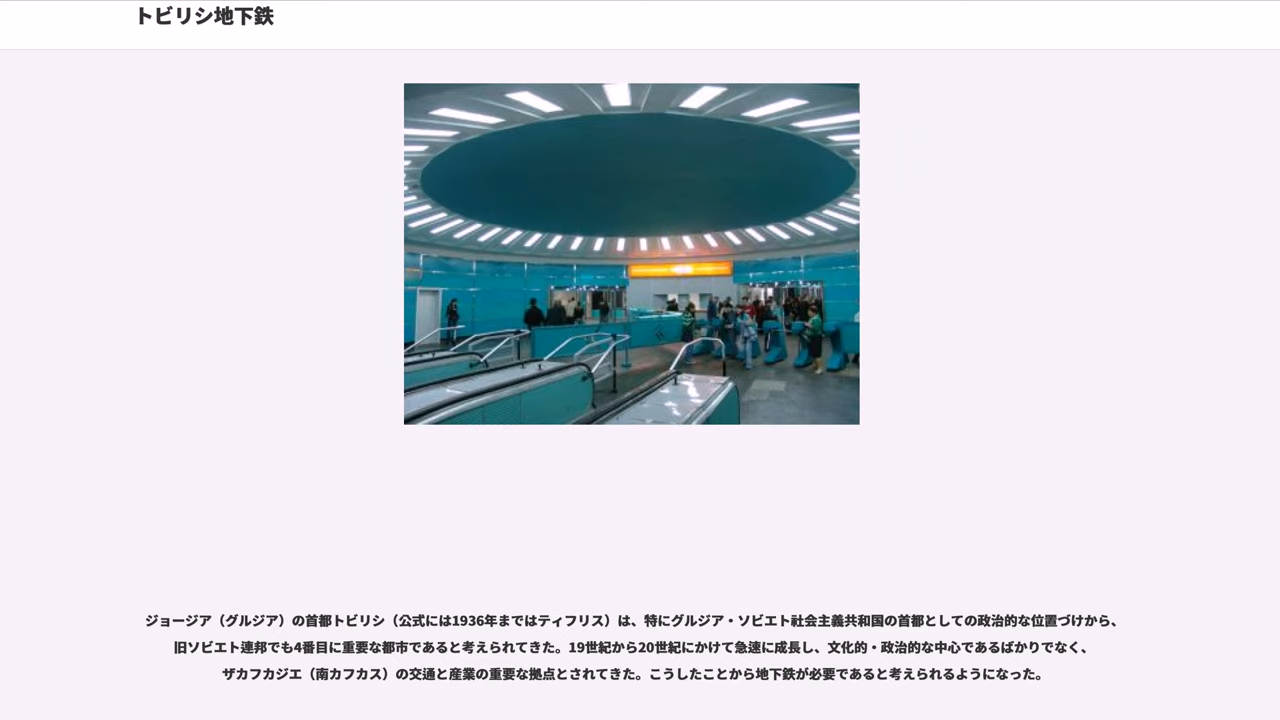 トビリシ地下鉄
ジョージア（グルジア）の首都トビリシ（公式には1936年まではティフリス）は、特にグルジア・ソビエト社会主義共和国の首都としての政治的な位置づけから、
旧ソビエト連邦でも4番目に重要な都市であると考えられてきた。19世紀から20世紀にかけて急速に成長し、文化的・政治的な中心であるばかりでなく、
ザカフカジエ（南カフカス）の交通と産業の重要な拠点とされてきた。こうしたことから地下鉄が必要であると考えられるようになった。